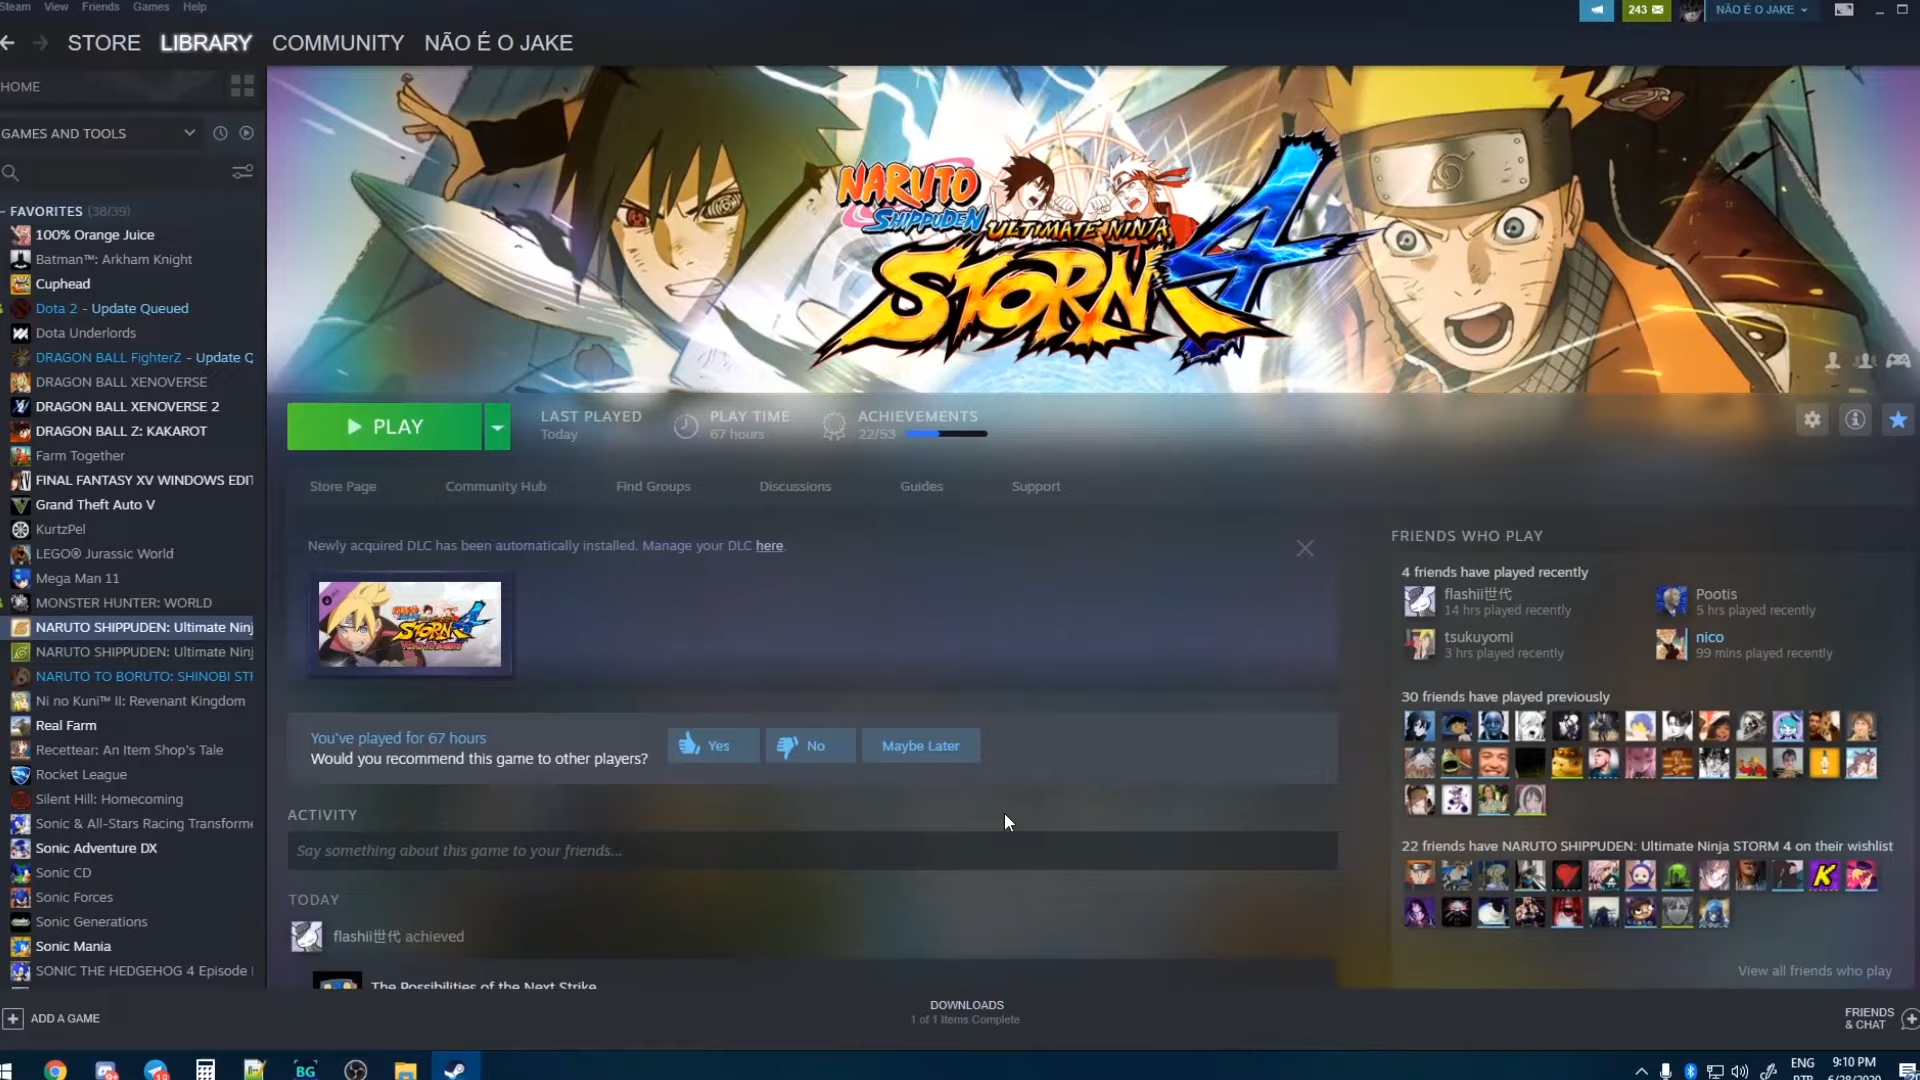 Steam View Friends Games Help
243 NÃO É O JAKE
STORE LIBRARY COMMUNITY NÃO É O JAKE
HOME
GAMES AND TOOLS
- FAVORITES (38/39)
100% Orange Juice
Batman™: Arkham Knight
Cuphead
Dota 2 - Update Queued
Dota Underlords
DRAGON BALL FighterZ - Update Q
DRAGON BALL XENOVERSE
DRAGON BALL XENOVERSE 2
DRAGON BALL Z: KAKAROT
Farm Together
FINAL FANTASY XV WINDOWS EDIT
Grand Theft Auto V
KurtzPel
LEGO® Jurassic World
Mega Man 11
MONSTER HUNTER: WORLD
NARUTO SHIPPUDEN: Ultimate Ninj
NARUTO SHIPPUDEN: Ultimate Ninj
NARUTO TO BORUTO: SHINOBI STR
Ni no Kuni™ II: Revenant Kingdom
Real Farm
Recettear: An Item Shop's Tale
Rocket League
Silent Hill: Homecoming
Sonic & All-Stars Racing Transforme
Sonic Adventure DX
Sonic CD
Sonic Forces
Sonic Generations
Sonic Mania
SONIC THE HEDGEHOG 4 Episode I
ADD A GAME
NARUTO
SHIPPUDEN
ULTIMATE NINJA
STORM 4
PLAY
LAST PLAYED
Today
PLAY TIME
67 hours
ACHIEVEMENTS
22/53
Store Page Community Hub Find Groups Discussions Guides Support
Newly acquired DLC has been automatically installed. Manage your DLC here.
STORM 4
You've played for 67 hours
Would you recommend this game to other players?
Yes
No
Maybe Later
ACTIVITY
Say something about this game to your friends...
TODAY
flashii世代 achieved
The Possibilities of the Next Strike
FRIENDS WHO PLAY
4 friends have played recently
flashii世代
14 hrs played recently
Pootis
5 hrs played recently
tsukuyomi
3 hrs played recently
nico
99 mins played recently
30 friends have played previously
22 friends have NARUTO SHIPPUDEN: Ultimate Ninja STORM 4 on their wishlist
K
View all friends who play
DOWNLOADS
1 of 1 Items Complete
FRIENDS
& CHAT
BG
ENG
PTB
9:10 PM
6/28/2020